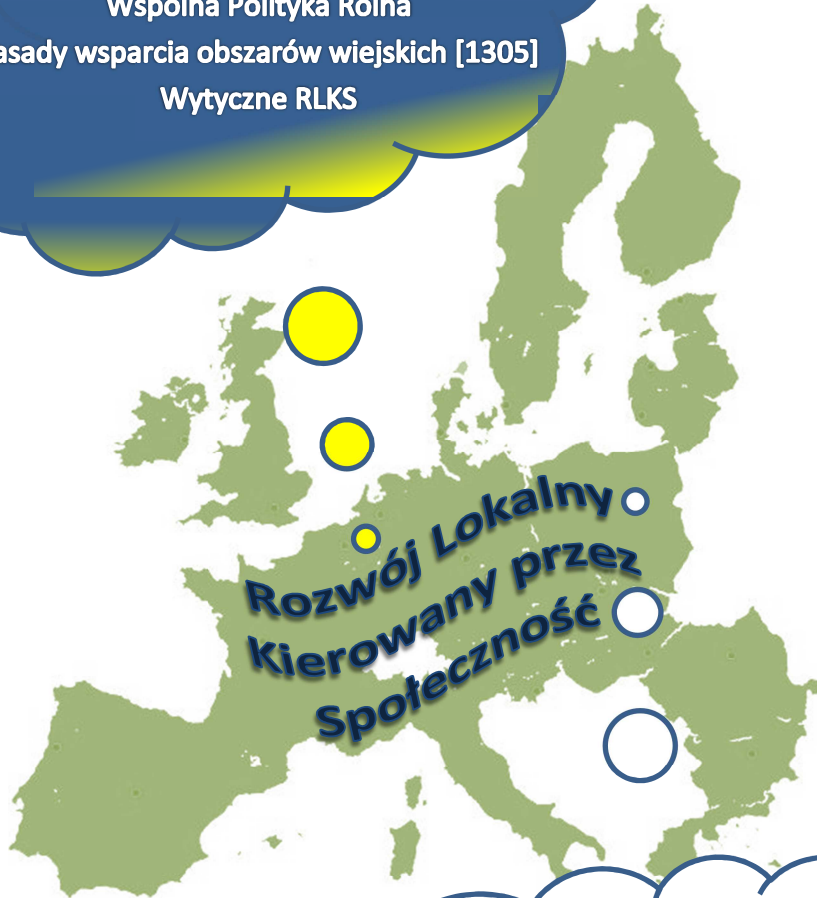 Wspólna Polityka Rolna
asady wsparcia obszarów wiejskich [1305]
Wytyczne RLKS
Rozwój Lokalny
Kierowany przez
Społeczność